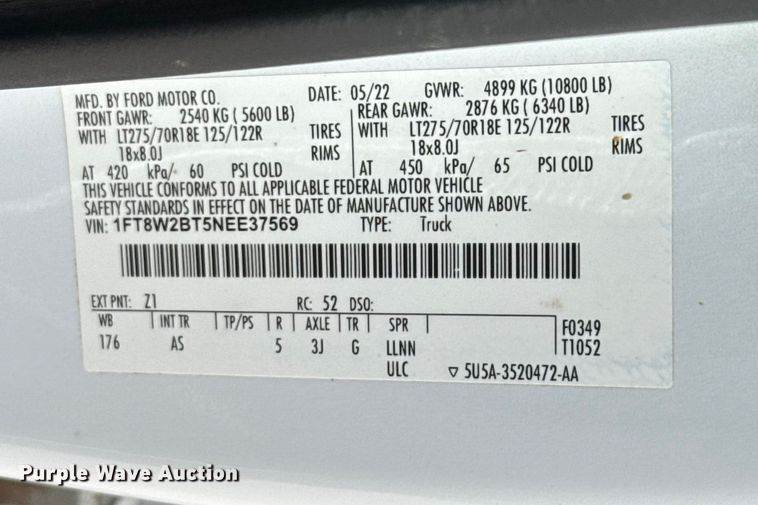 MFD. BY FORD MOTOR CO. DATE: 05/22 GVWR: 4899 KG (10800 LB)
FRONT GAWR: 2540 KG ( 5600 LB) REAR GAWR: 2876 KG ( 6340 LB)
WITH LT275/70R18E 125/122R TIRES WITH LT275/70R18E 125/122R TIRES
18x8.0J RIMS 18x8.0J RIMS
AT 420 kPa/ 60 PSI COLD AT 450 kPa/ 65 PSI COLD
THIS VEHICLE CONFORMS TO ALL APPLICABLE FEDERAL MOTOR VEHICLE
SAFETY STANDARDS IN EFFECT ON THE DATE OF MANUFACTURE SHOWN ABOVE.
VIN: 1FT8W2BT5NEE37569 TYPE: Truck
EXT PNT: Z1 RC: 52 DSO:
WB INT TR TP/PS R AXLE TR SPR F0349
176 AS 5 3J G LLNN T1052
ULC ▽ 5U5A-3520472-AA
Purple Wave Auction